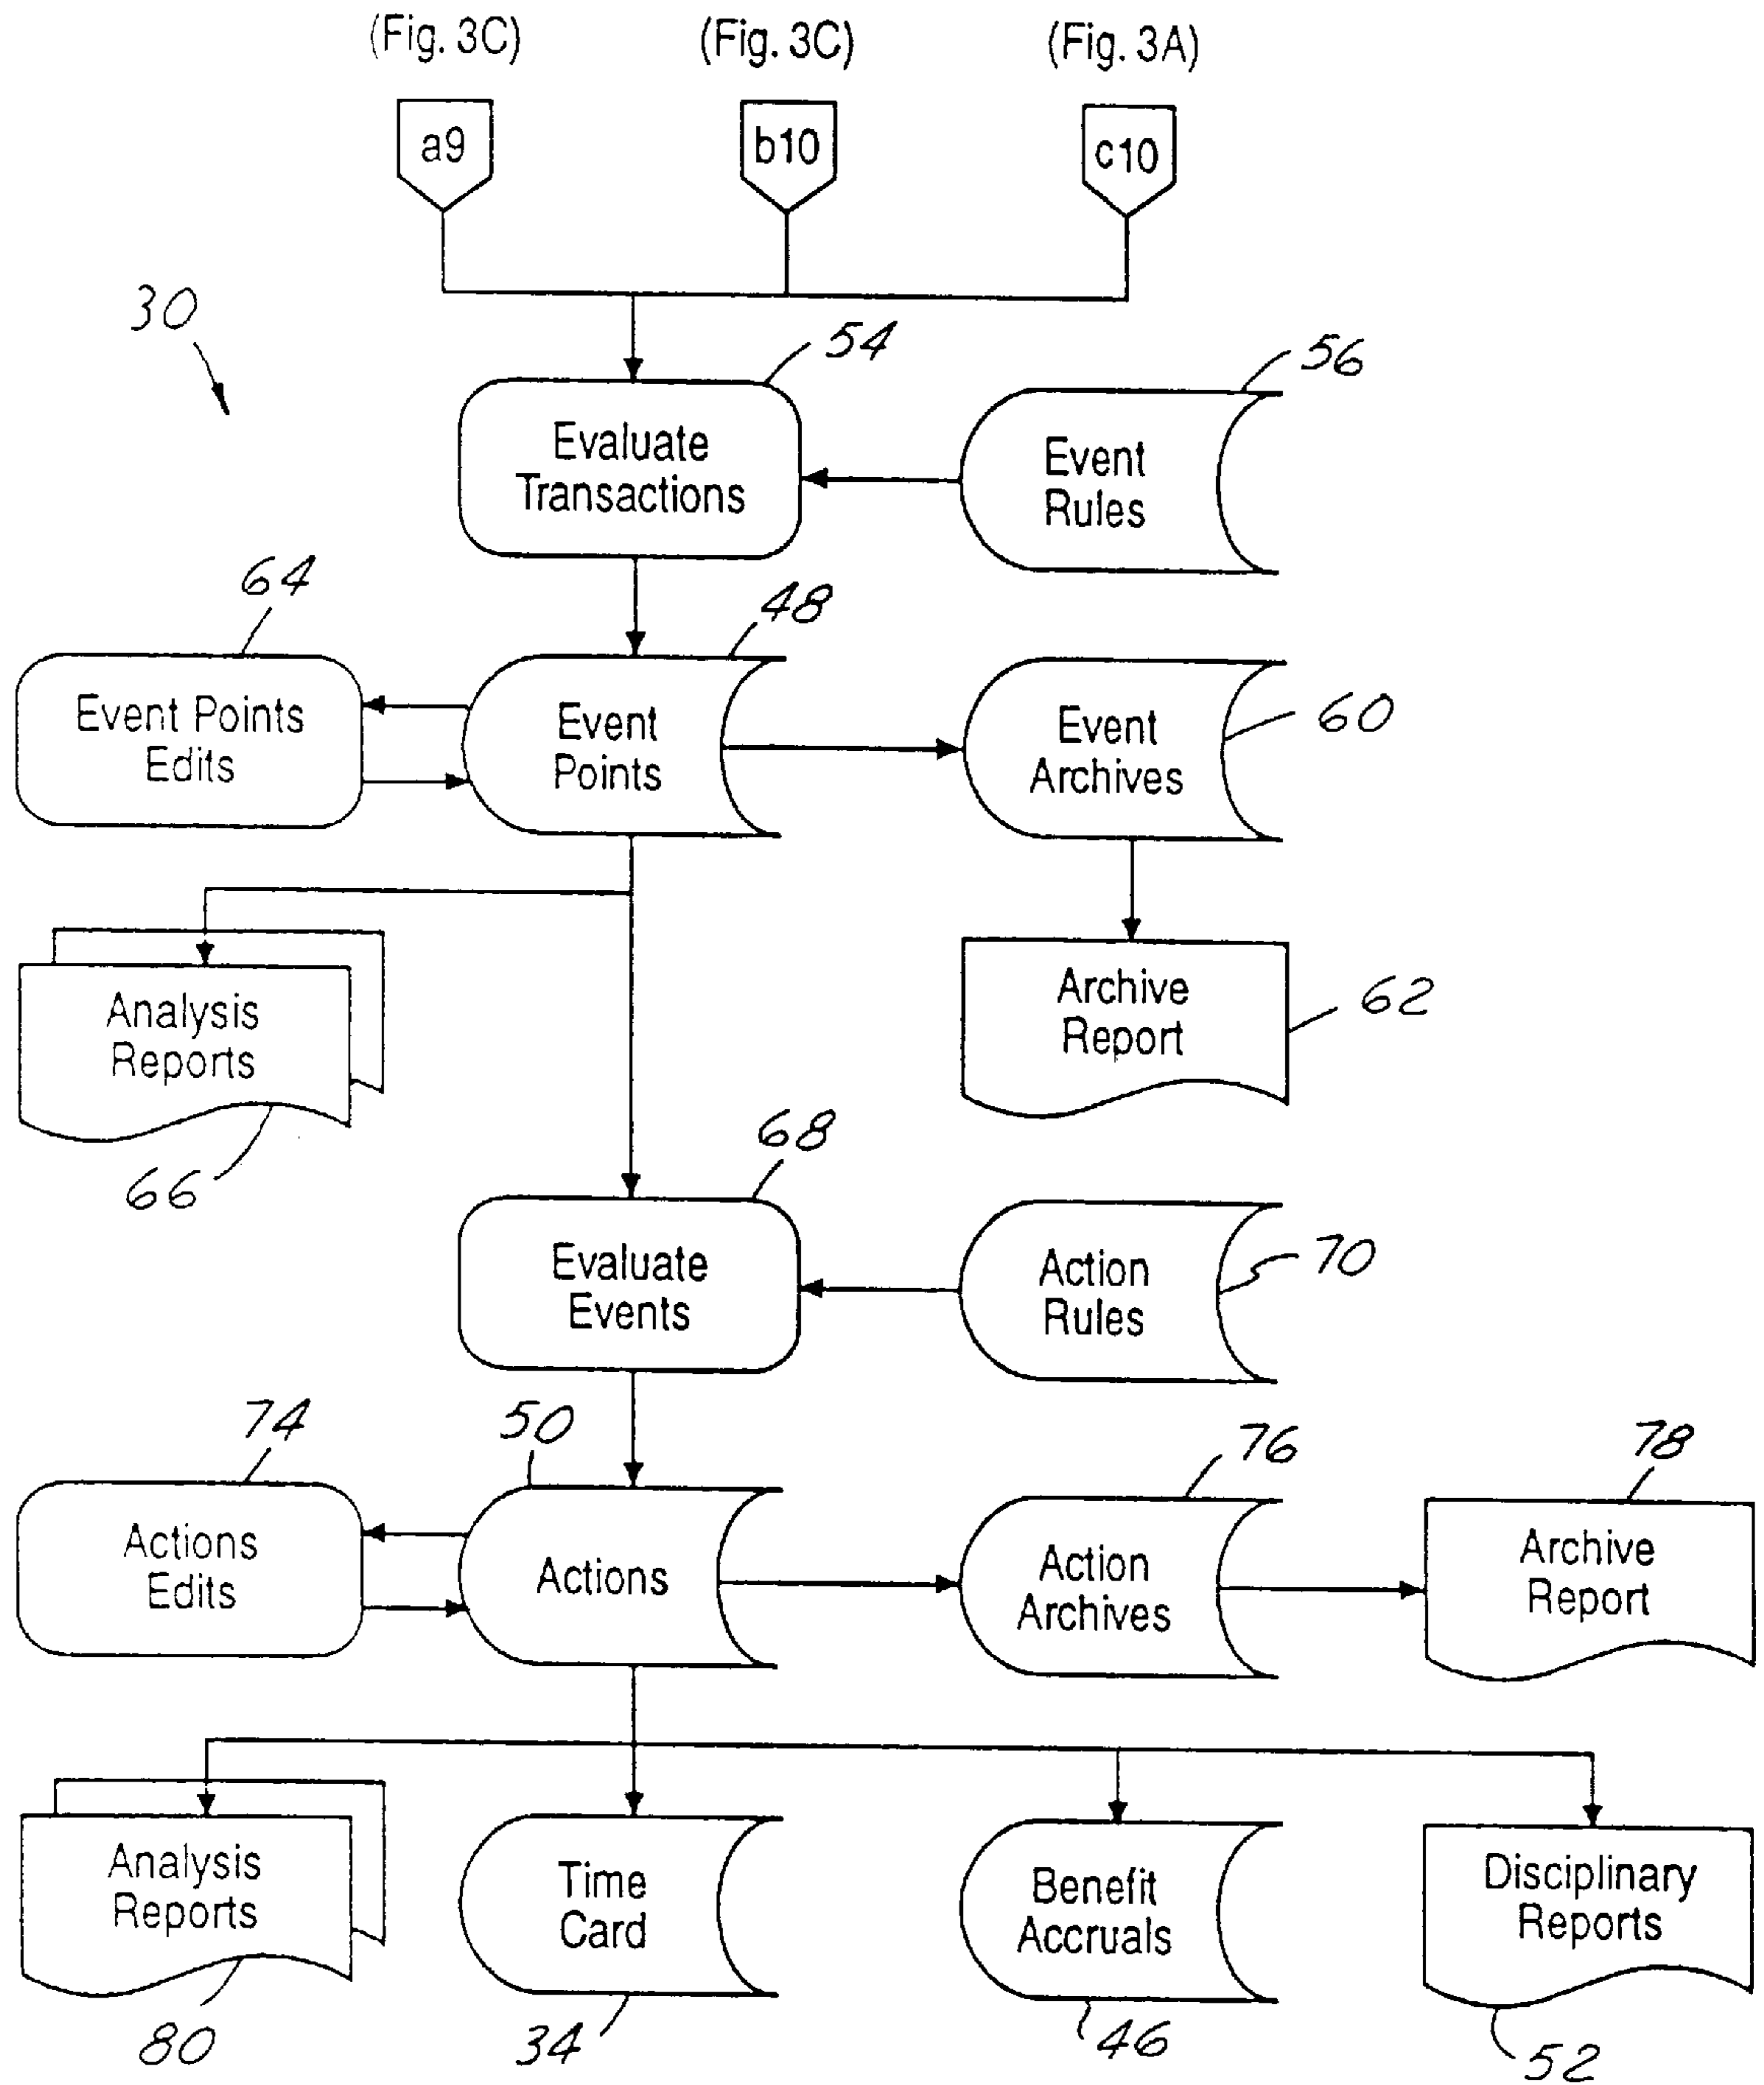 (Fig. 3C) (Fig. 3C) (Fig. 3A)
a9 b10 c10
30
54
56
Evaluate
Transactions
Event
Rules
64
48
Event Points
Edits
Event
Points
Event
Archives
60
Analysis
Reports
66
Archive
Report
62
68
Evaluate
Events
Action
Rules
70
74
50
76
78
Actions
Edits
Actions
Action
Archives
Archive
Report
Analysis
Reports
Time
Card
Benefit
Accruals
Disciplinary
Reports
80
34
46
52